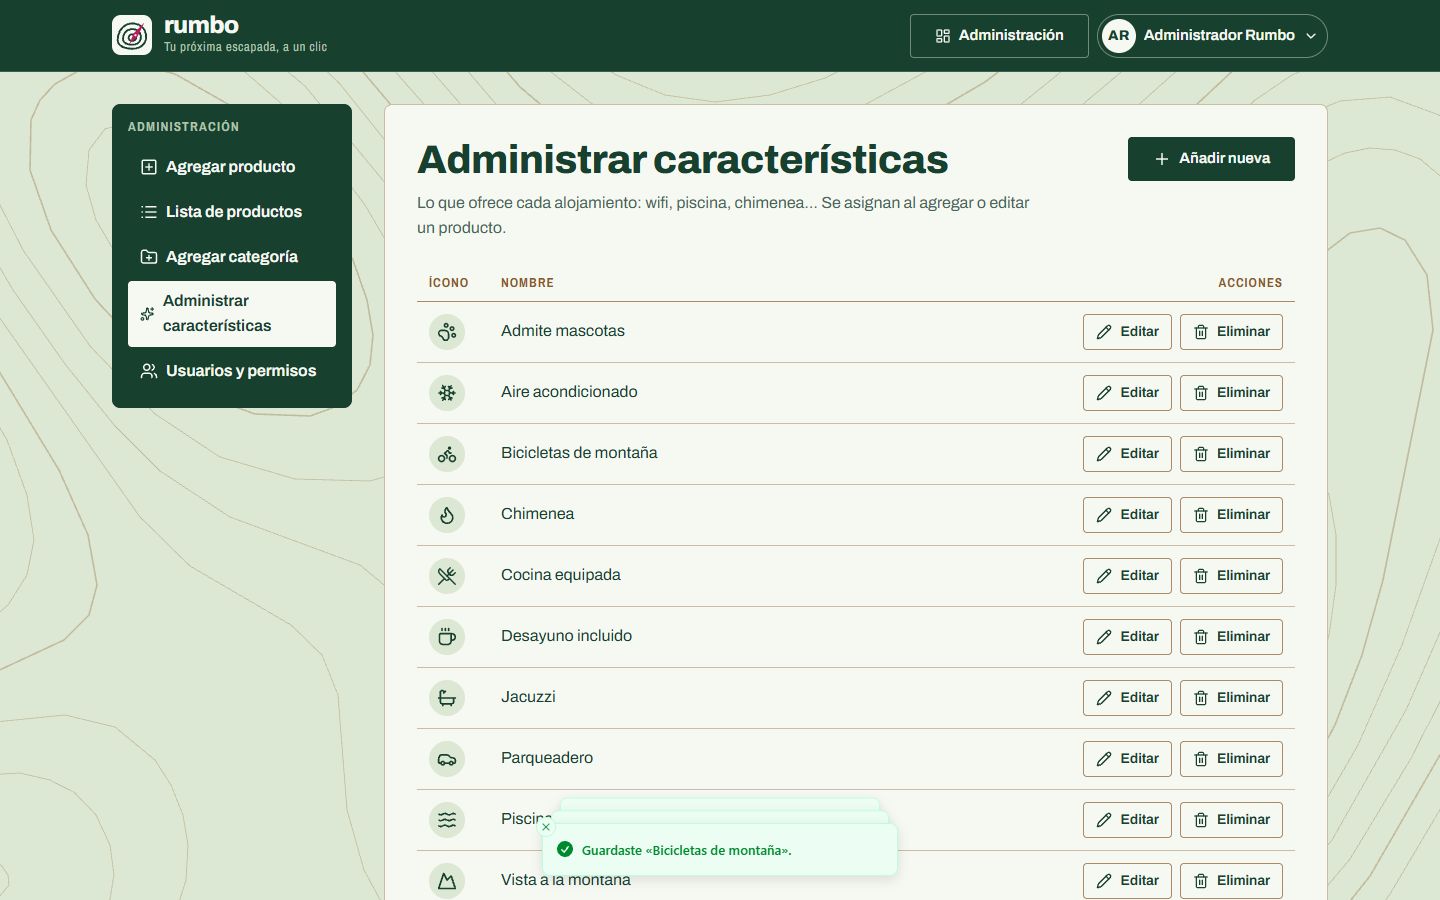 rumbo
Tu próxima escapada, a un clic
Administración
AR
Administrador Rumbo
ADMINISTRACIÓN
Agregar producto
Lista de productos
Agregar categoría
Administrar
características
Usuarios y permisos
Administrar características
Añadir nueva
Lo que ofrece cada alojamiento: wifi, piscina, chimenea... Se asignan al agregar o editar
un producto.
ÍCONO NOMBRE ACCIONES
Admite mascotas Editar Eliminar
Aire acondicionado Editar Eliminar
Bicicletas de montaña Editar Eliminar
Chimenea Editar Eliminar
Cocina equipada Editar Eliminar
Desayuno incluido Editar Eliminar
Jacuzzi Editar Eliminar
Parqueadero Editar Eliminar
Piscina Editar Eliminar
Guardaste «Bicicletas de montaña».
Vista a la montaña Editar Eliminar